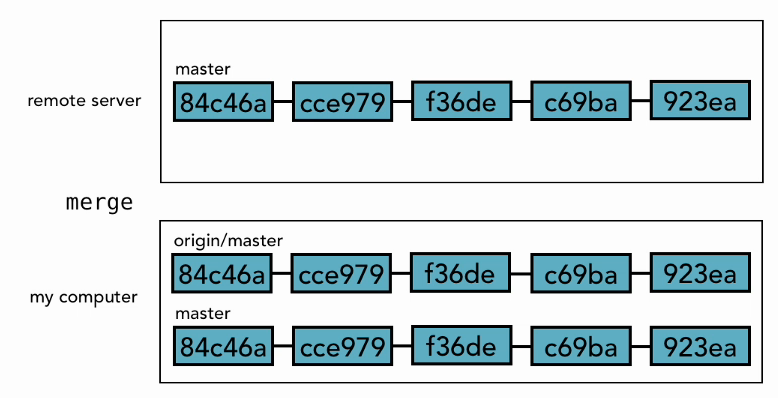 master
remote server
84c46a cce979 f36de c69ba 923ea
merge
origin/master
84c46a cce979 f36de c69ba 923ea
my computer
master
84c46a cce979 f36de c69ba 923ea